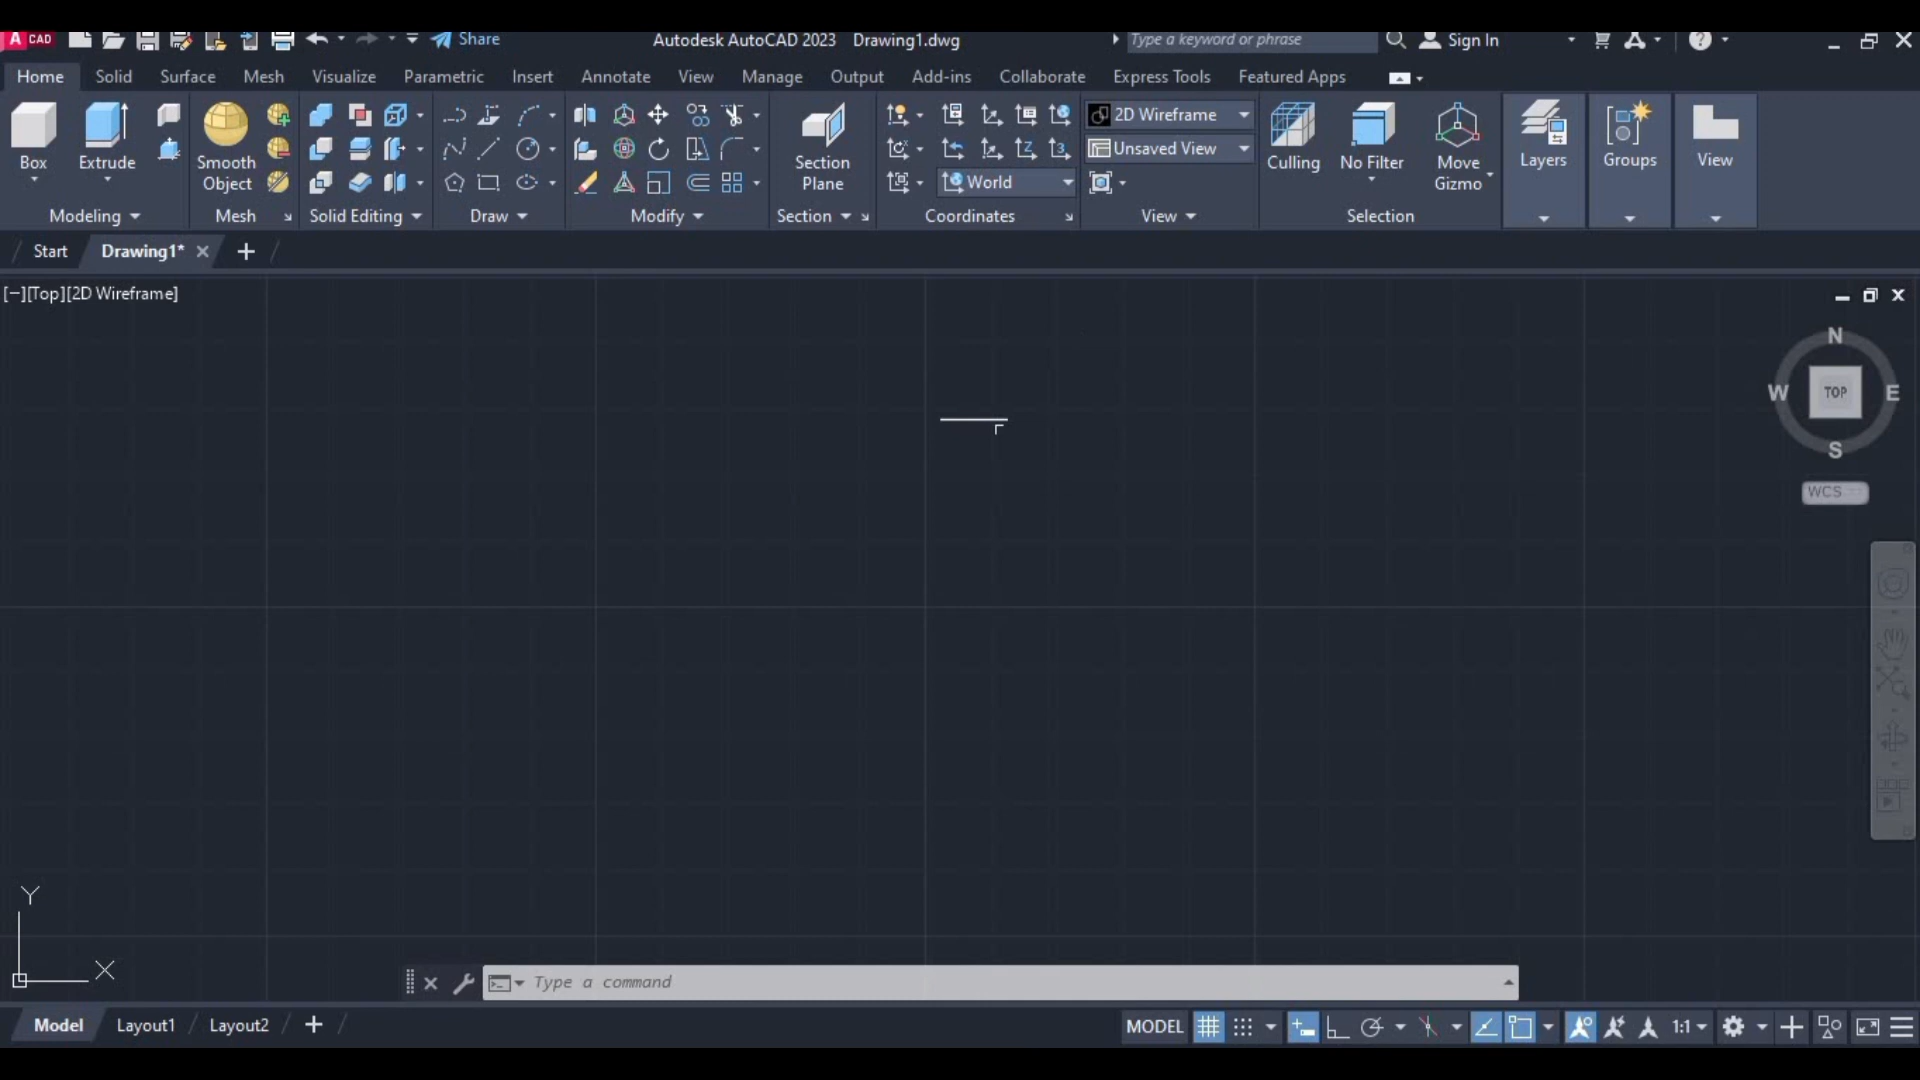 A CAD Share Autodesk AutoCAD 2023 Drawing1.dwg Type a keyword or phrase Sign In ?
Home Solid Surface Mesh Visualize Parametric Insert Annotate View Manage Output Add-ins Collaborate Express Tools Featured Apps
2D Wireframe
Unsaved View
Box Extrude Smooth Object Section Plane World Culling No Filter Move Gizmo Layers Groups View
Modeling Mesh Solid Editing Draw Modify Section Coordinates View Selection
Start Drawing1* +
[−][Top][2D Wireframe]
N
W TOP E
S
WCS
Y
X
Type a command
Model Layout1 Layout2 + MODEL 1:1